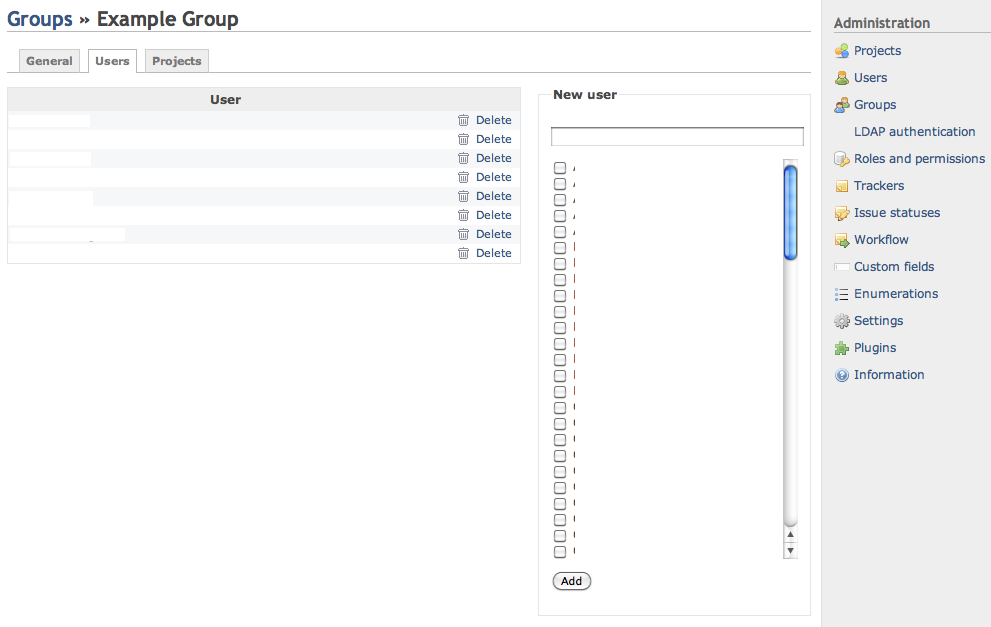 Groups » Example Group
General
Users
Projects
User
Delete
Delete
Delete
Delete
Delete
Delete
Delete
Delete
New user
Add
Administration
Projects
Users
Groups
LDAP authentication
Roles and permissions
Trackers
Issue statuses
Workflow
Custom fields
Enumerations
Settings
Plugins
Information